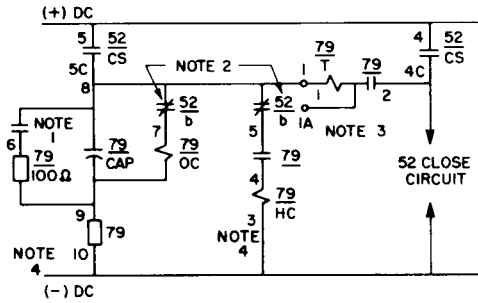 (+) DC
5 52/CS
4 52/CS
5C
NOTE 2
79/T
79
4C
8
1
2
52/b
52/b
1
1A
NOTE 3
NOTE 1
6
79/CAP
7
79/OC
5
79
79/100Ω
52 CLOSE CIRCUIT
4
79/HC
9
79
3
NOTE 4
10
NOTE 4
(-) DC